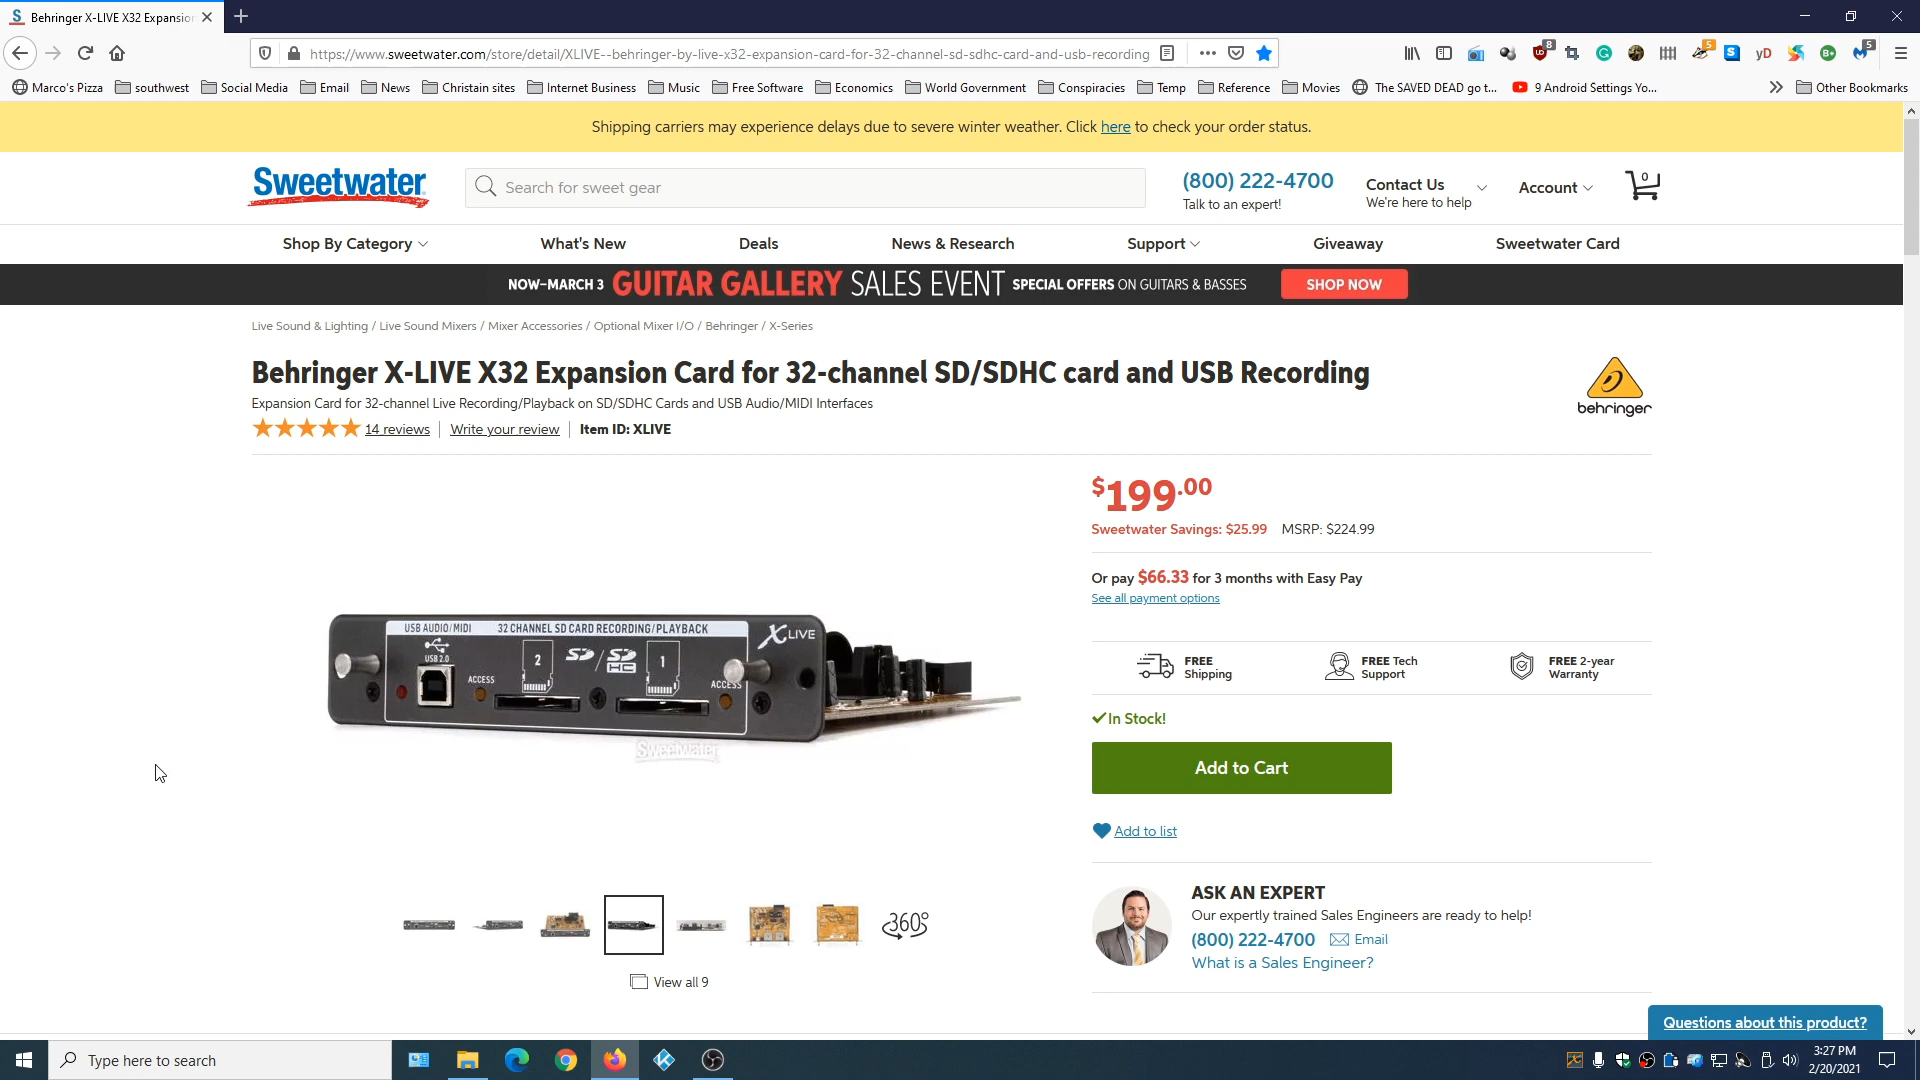 Behringer X-LIVE X32 Expansion
https://www.sweetwater.com/store/detail/XLIVE--behringer-by-live-x32-expansion-card-for-32-channel-sd-sdhc-card-and-usb-recording
8
5
yD
5
Marco's Pizza
southwest
Social Media
Email
News
Christain sites
Internet Business
Music
Free Software
Economics
World Government
Conspiracies
Temp
Reference
Movies
The SAVED DEAD go t...
9 Android Settings Yo...
Other Bookmarks
Shipping carriers may experience delays due to severe winter weather. Click here to check your order status.
Sweetwater
Search for sweet gear
(800) 222-4700
Talk to an expert!
Contact Us
We're here to help
Account
0
Shop By Category
What's New
Deals
News & Research
Support
Giveaway
Sweetwater Card
NOW–MARCH 3 GUITAR GALLERY SALES EVENT SPECIAL OFFERS ON GUITARS & BASSES
SHOP NOW
Live Sound & Lighting / Live Sound Mixers / Mixer Accessories / Optional Mixer I/O / Behringer / X-Series
Behringer X-LIVE X32 Expansion Card for 32-channel SD/SDHC card and USB Recording
Expansion Card for 32-channel Live Recording/Playback on SD/SDHC Cards and USB Audio/MIDI Interfaces
14 reviews
Write your review
Item ID: XLIVE
behringer
$199.00
Sweetwater Savings: $25.99 MSRP: $224.99
Or pay $66.33 for 3 months with Easy Pay
See all payment options
FREE
Shipping
FREE Tech
Support
FREE 2-year
Warranty
In Stock!
Add to Cart
Add to list
USB AUDIO/MIDI
32 CHANNEL SD CARD RECORDING/PLAYBACK
X LIVE
USB 2.0
2
SD / SD HC
1
ACCESS
ACCESS
Sweetwater
360°
View all 9
ASK AN EXPERT
Our expertly trained Sales Engineers are ready to help!
(800) 222-4700
Email
What is a Sales Engineer?
Questions about this product?
Type here to search
3:27 PM
2/20/2021